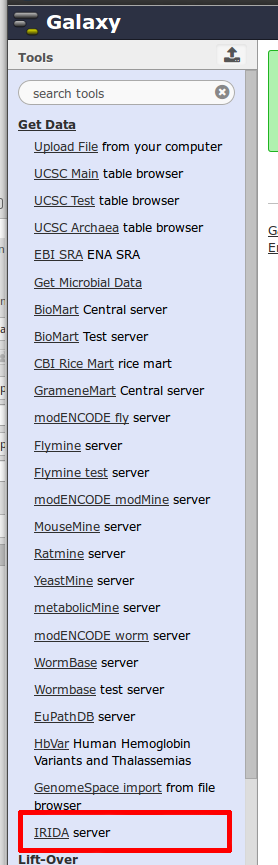 Galaxy
Tools
search tools
Get Data
Upload File from your computer
UCSC Main table browser
UCSC Test table browser
UCSC Archaea table browser
EBI SRA ENA SRA
Get Microbial Data
BioMart Central server
BioMart Test server
CBI Rice Mart rice mart
GrameneMart Central server
modENCODE fly server
Flymine server
Flymine test server
modENCODE modMine server
MouseMine server
Ratmine server
YeastMine server
metabolicMine server
modENCODE worm server
WormBase server
Wormbase test server
EuPathDB server
HbVar Human Hemoglobin
Variants and Thalassemias
GenomeSpace import from file
browser
IRIDA server
Lift-Over